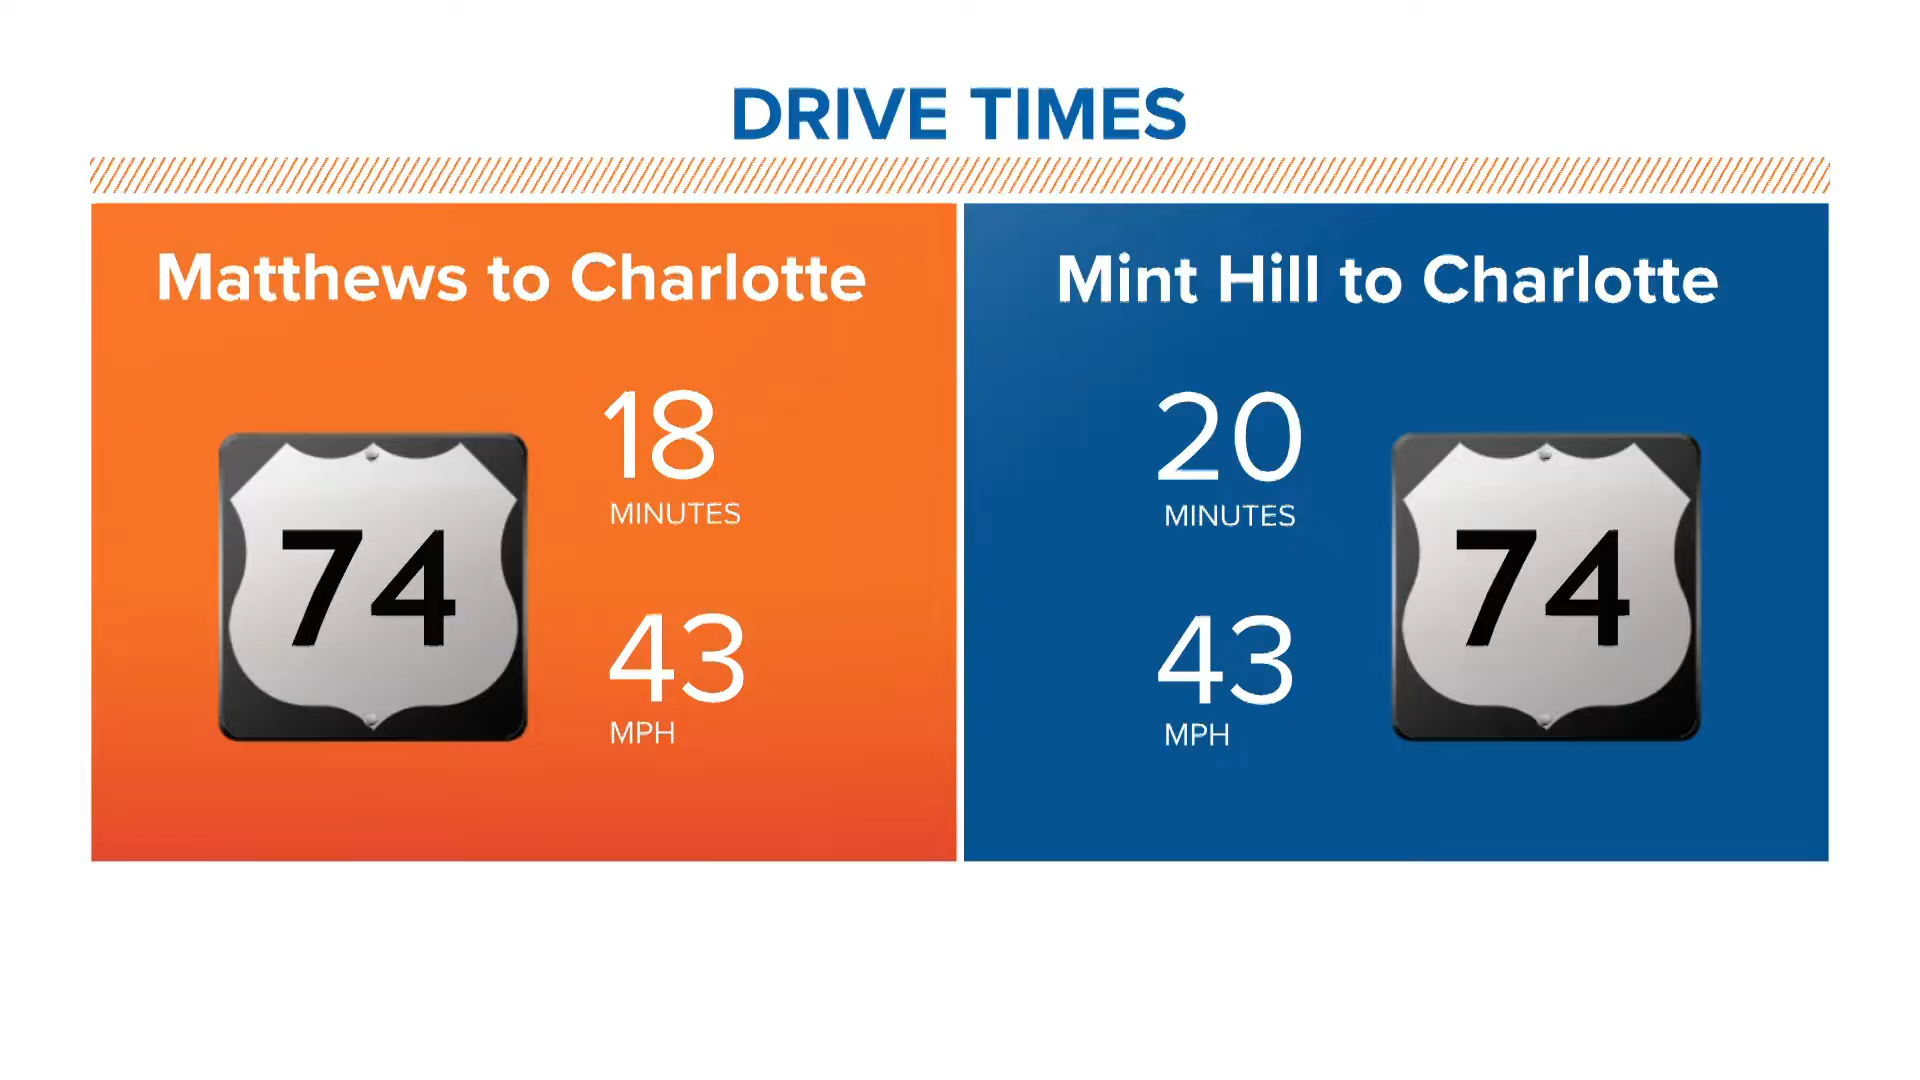 DRIVE TIMES
Matthews to Charlotte
74
18
MINUTES
43
MPH
Mint Hill to Charlotte
20
MINUTES
43
MPH
74